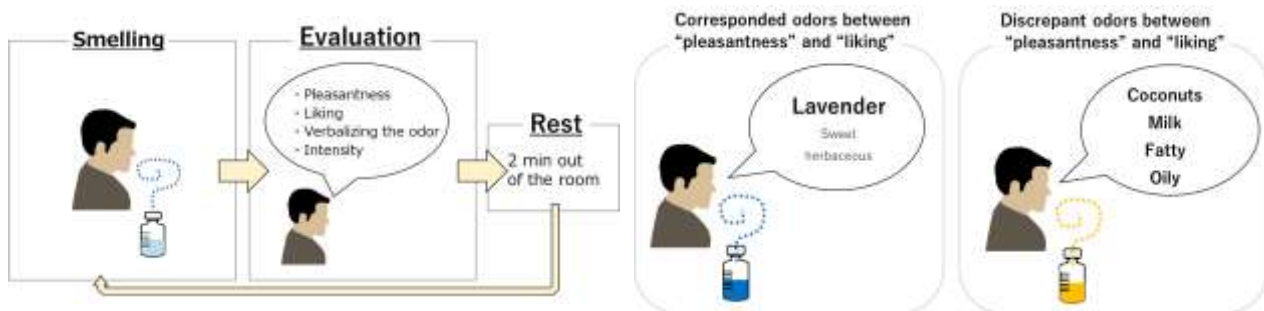 Smelling
Evaluation
・Pleasantness
・Liking
・Verbalizing the odor
・Intensity
Rest
2 min out
of the room
Corresponded odors between
“pleasantness” and “liking”
Lavender
Sweet
herbaceous
Discrepant odors between
“pleasantness” and “liking”
Coconuts
Milk
Fatty
Oily